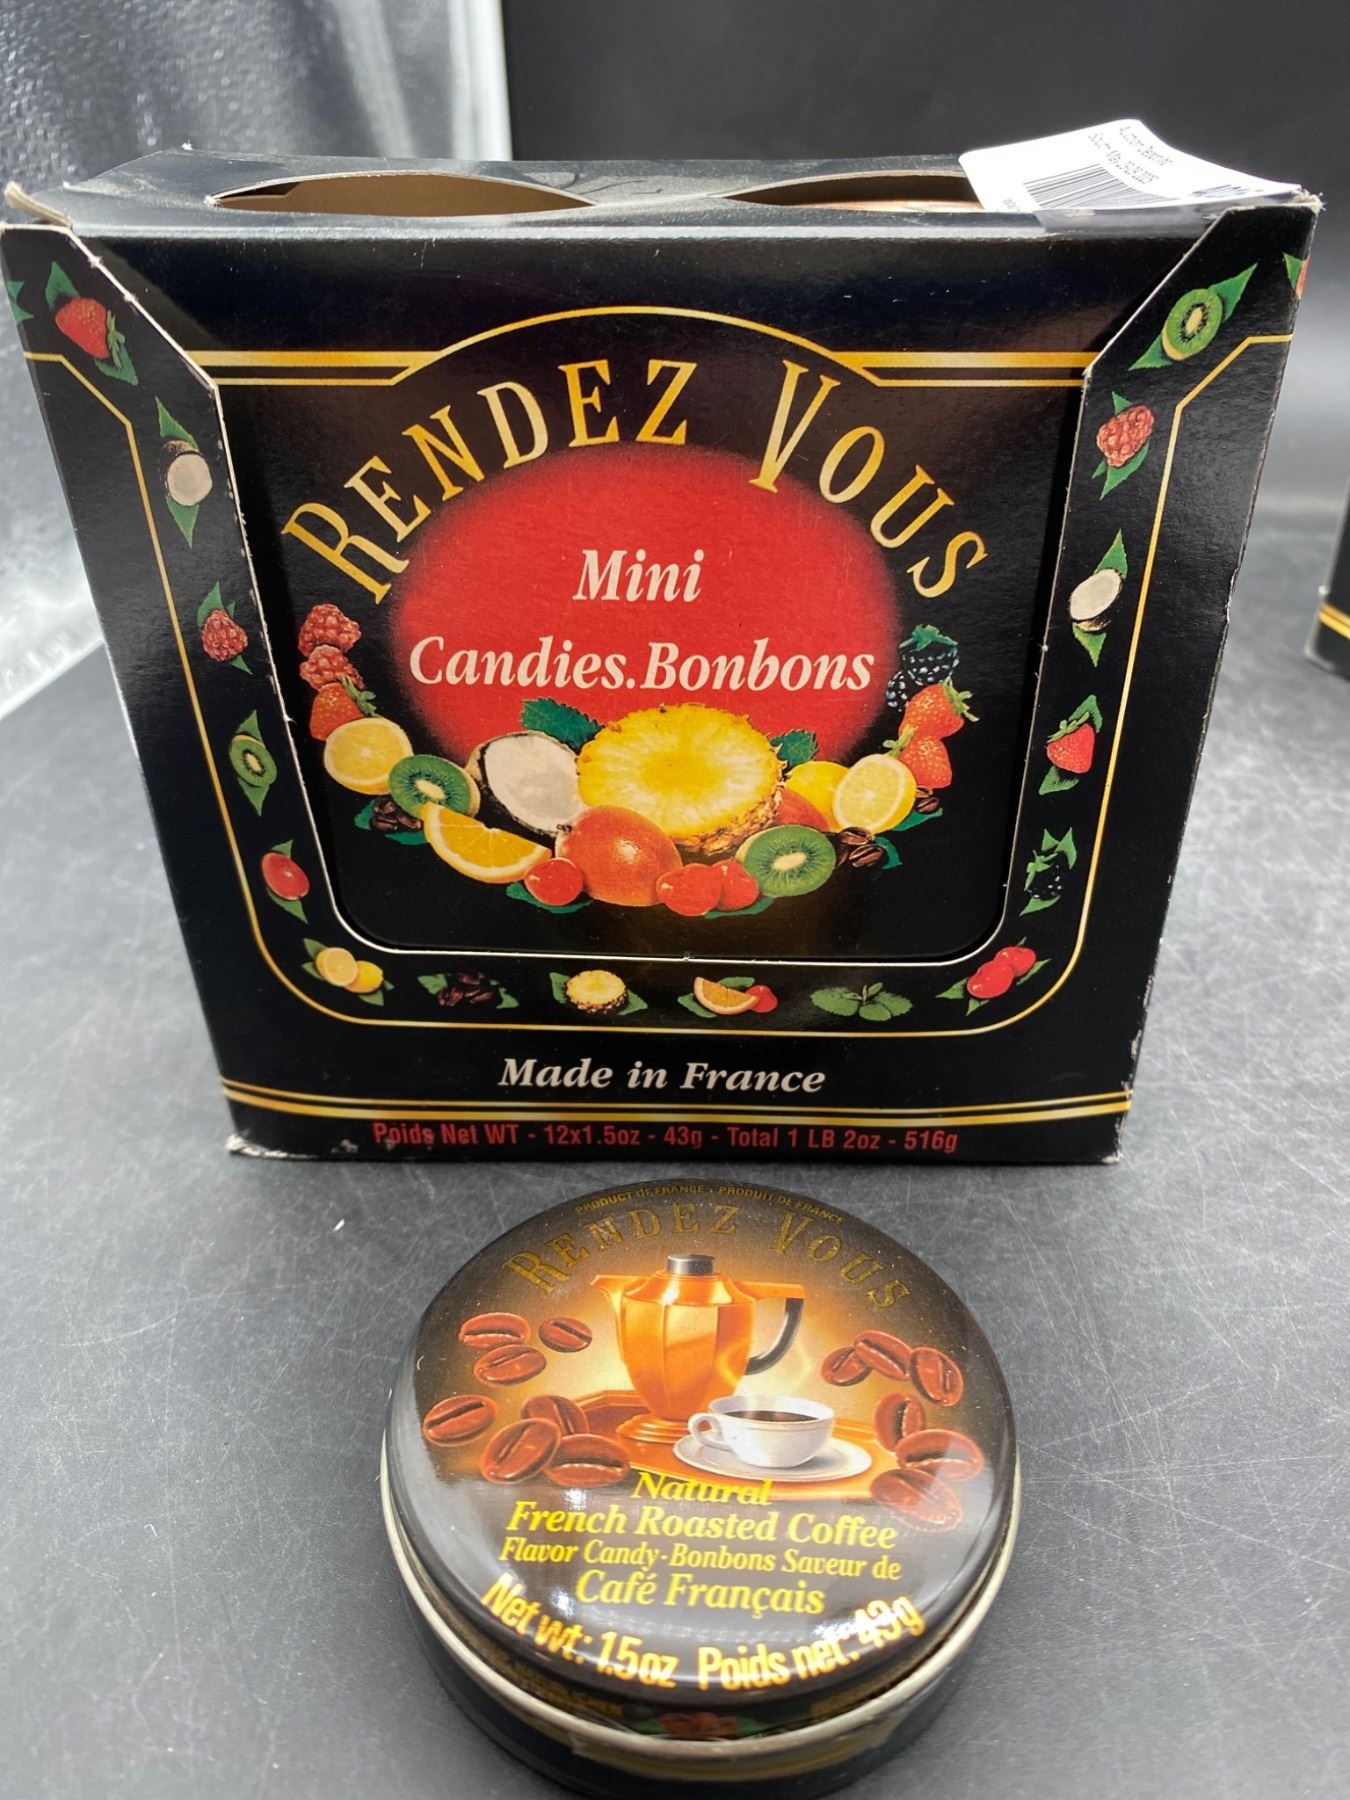 RENDEZ VOUS
Mini
Candies.Bonbons
Made in France
Poids Net WT - 12x1.5oz - 43g - Total 1 LB 2oz - 516g
PRODUCT OF FRANCE - PRODUIT DE FRANCE
RENDEZ VOUS
Natural
French Roasted Coffee
Flavor Candy-Bonbons Saveur de
Café Français
Net wt: 1.5oz Poids net: 43g